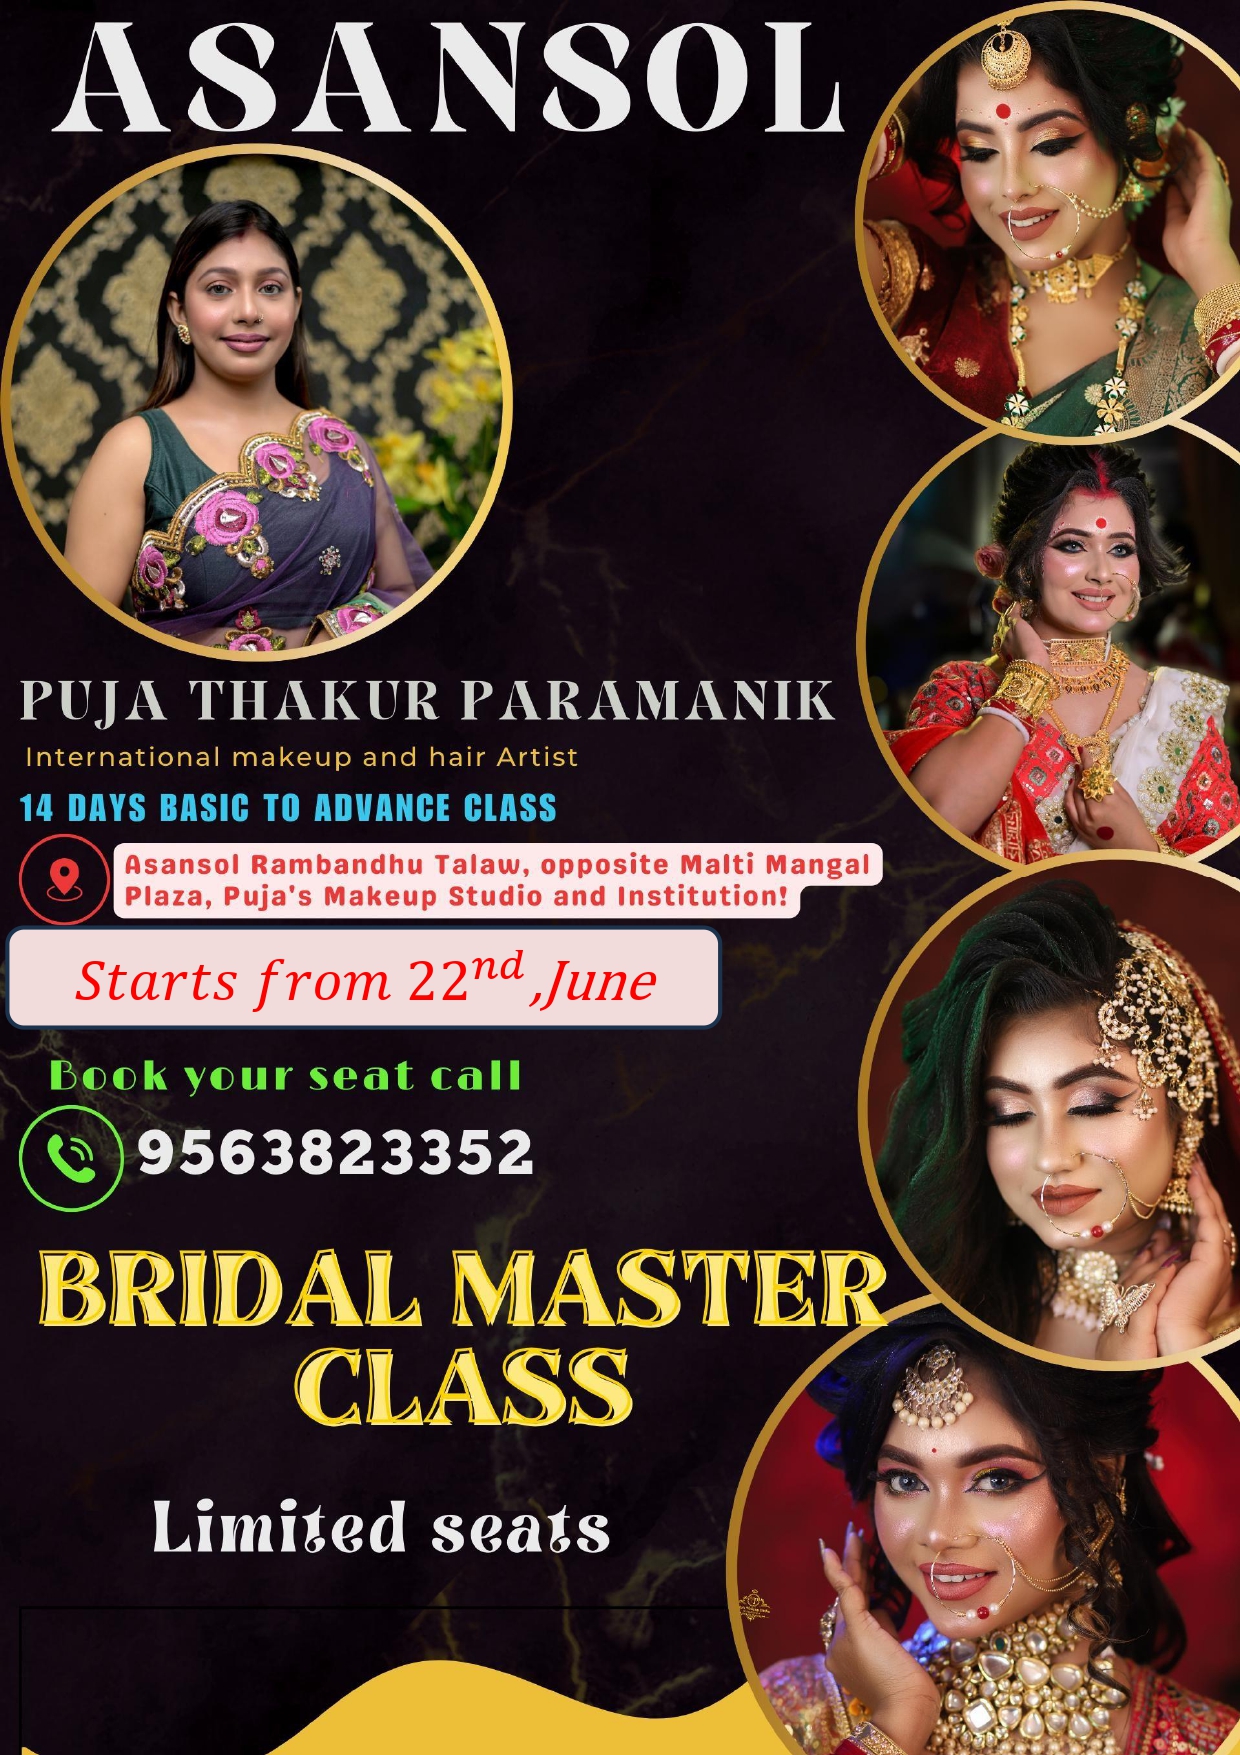 ASANSOL
PUJA THAKUR PARAMANIK
International makeup and hair Artist
14 DAYS BASIC TO ADVANCE CLASS
Asansol Rambandhu Talaw, opposite Malti Mangal
Plaza, Puja's Makeup Studio and Institution!
Starts from 22nd,June
Book your seat call
9563823352
BRIDAL MASTER
CLASS
Limited seats